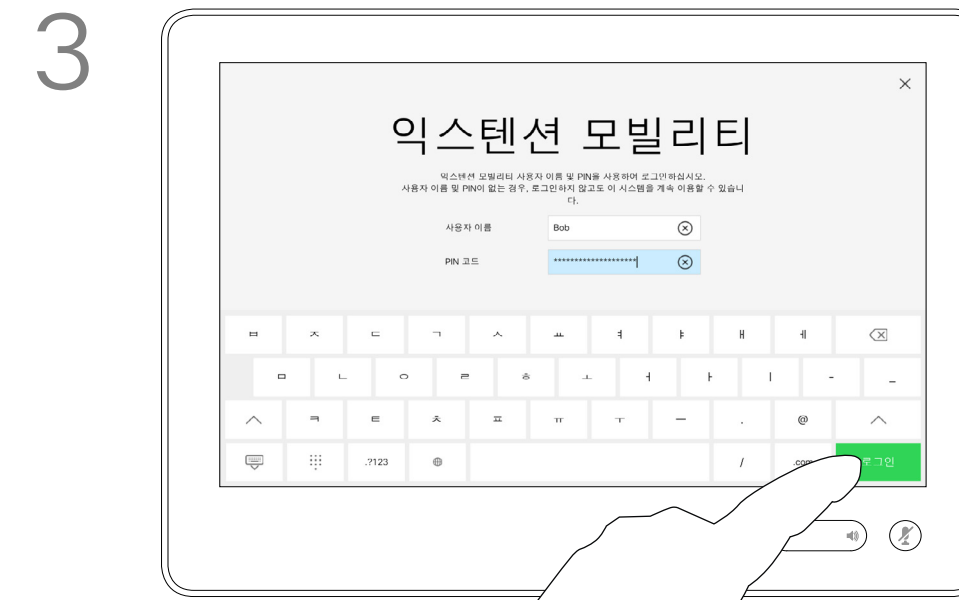 3
익스텐션 모빌리티
익스텐션 모빌리티 사용자 이름 및 PIN을 사용하여 로그인하십시오.
사용자 이름 및 PIN이 없는 경우, 로그인하지 않고도 이 시스템을 계속 이용할 수 있습니
다.
사용자 이름 Bob
PIN 코드 ********************
ㅂ ㅈ ㄷ ㄱ ㅅ ㅛ ㅕ ㅑ ㅐ ㅔ
ㅁ ㄴ ㅇ ㄹ ㅎ ㅗ ㅓ ㅏ ㅣ - _
ㅋ ㅌ ㅊ ㅍ ㅠ ㅜ ㅡ . @
.?123 / .com 로그인